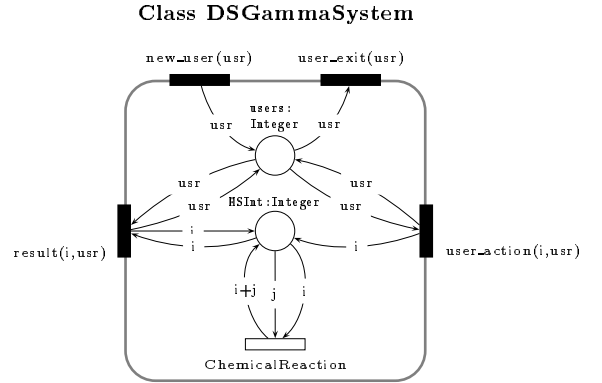 Class DSGammaSystem
new_user(usr)
user_exit(usr)
users:
Integer
usr
usr
usr
usr
usr
usr
MSInt:Integer
i
i
i
result(i,usr)
user_action(i,usr)
i+j
j
i
ChemicalReaction